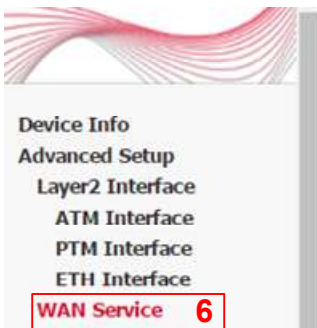 Device Info
Advanced Setup
Layer2 Interface
ATM Interface
PTM Interface
ETH Interface
WAN Service 6